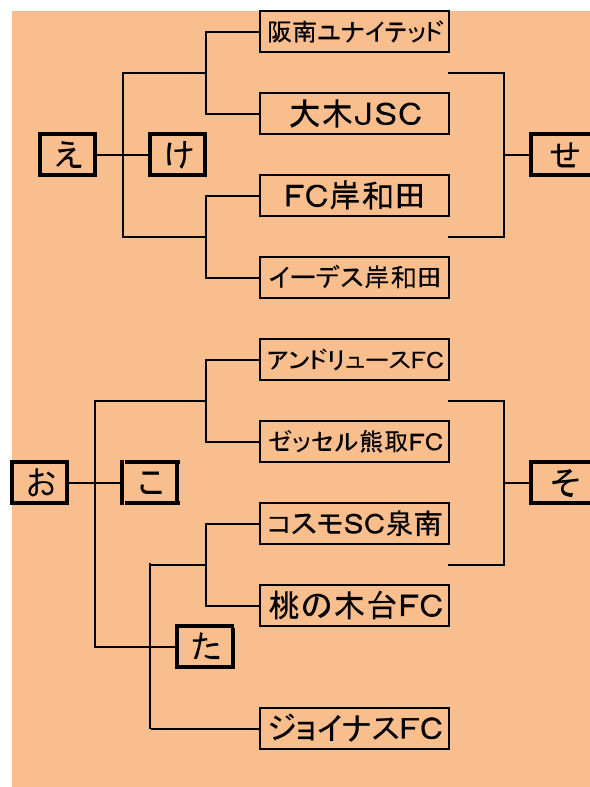 阪南ユナイテッド
大木JSC
え
け
せ
FC岸和田
イーデス岸和田
アンドリュースFC
ゼッセル熊取FC
お
こ
そ
コスモSC泉南
桃の木台FC
た
ジョイナスFC